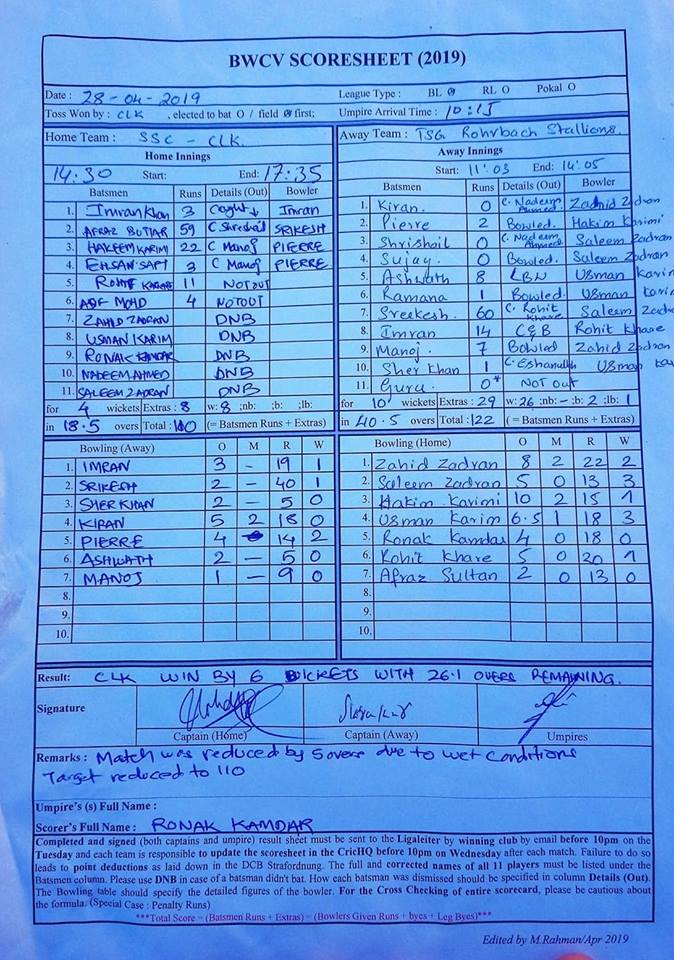 BWCV SCORESHEET (2019)
Date : 28-04-2019 League Type : BL O RL O Pokal O
Toss Won by : CLK , elected to bat O / field O first; Umpire Arrival Time : 10:15
Home Team : SSC - CLK Away Team : TSG Rohrbach Stallions
Home Innings Away Innings
14:30 Start: End: 17:35 Start: 11:03 End: 14:05
Batsmen Runs Details (Out) Bowler Batsmen Runs Details (Out) Bowler
1. Imran Khan 3 Caught Imran 1. Kiran. 0 C. Nadeem Ahmed Zadhid Zadran
2. AFRAZ BUTTAR 59 C Shreshail SRIKESH 2. Pierre 2 Bowled. Hakim Karimi
3. HAKEEM KARIMI 22 C Manoj PIERRE 3. Shrishail 0 C. Nadeem Ahmeed Saleem Zadran
4. EHSAN SAPI 3 C Manoj PIERRE 4. Sujay. 0 Bowled. Saleem Zadran
5. ROHIT KHARE 11 NOTOUT 5. Ashwath 8 LBW Usman Karim
6. MOHD 4 NOTOUT 6. Ramana 1 Bowled Usman Karim
7. ZAHID ZADRAN DNB 7. Sreekesh. 60 C. Rohit Khare Saleem Zadran
8. USMAN KARIM DNB 8. Imran 14 C&B Rohit Khare
9. RONAK KAMDAR DNB 9. Manoj. 7 Bowled Zahid Zadran
10. NADEEM AHMED DNB 10. Sher Khan 1 C. Eshanullh Usman
11. SALEEM ZADRAN DNB 11. Guru. 0* NOT out
for 4 wickets Extras : 8 w: 8 ;nb: ;b: ;lb: for 10 wickets Extras : 29 w: 26 ;nb: - ;b: 2 ;lb: 1
in 18.5 overs Total : 110 (= Batsmen Runs + Extras) in 40.5 overs Total :122 (= Batsmen Runs + Extras)
Bowling (Away) O M R W Bowling (Home) O M R W
1. IMRAN 3 - 19 1 1. Zahid Zadran 8 2 22 2
2. SRIKESH 2 - 40 1 2. Saleem Zadran 5 0 13 3
3. SHER KHAN 2 - 5 0 3. Hakim Karimi 10 2 15 1
4. KIRAN 5 2 18 0 4. Usman Karim 6.5 1 18 3
5. PIERRE 4 14 2 5. Ronak Kamdar 4 0 18 0
6. ASHWATH 2 - 5 0 6. Rohit Khare 5 0 20 1
7. MANOJ 1 - 9 0 7. Afraz Sultan 2 0 13 0
8. 8.
9. 9.
10. 10.
Result: CLK WIN BY 6 WICKETS WITH 26.1 OVERS REMAINING.
Signature
Captain (Home) Captain (Away) Umpires
Remarks : Match was reduced by 5 overs due to wet conditions
Target reduced to 110
Umpire's (s) Full Name :
Scorer's Full Name : RONAK KAMDAR
Completed and signed (both captains and umpire) result sheet must be sent to the Ligaleiter by winning club by email before 10pm on the
Tuesday and each team is responsible to update the scoresheet in the CricHQ before 10pm on Wednesday after each match. Failure to do so
leads to point deductions as laid down in the DCB Strafordnung. The full and corrected names of all 11 players must be listed under the
Batsmen column. Please use DNB in case of a batsman didn't bat. How each batsman was dismissed should be specified in column Details (Out).
The Bowling table should specify the detailed figures of the bowler. For the Cross Checking of entire scorecard, please be cautious about
the formula. (Special Case : Penalty Runs)
***Total Score = (Batsmen Runs + Extras) = (Bowlers Given Runs + byes + Leg Byes)***
Edited by M.Rahman/Apr 2019